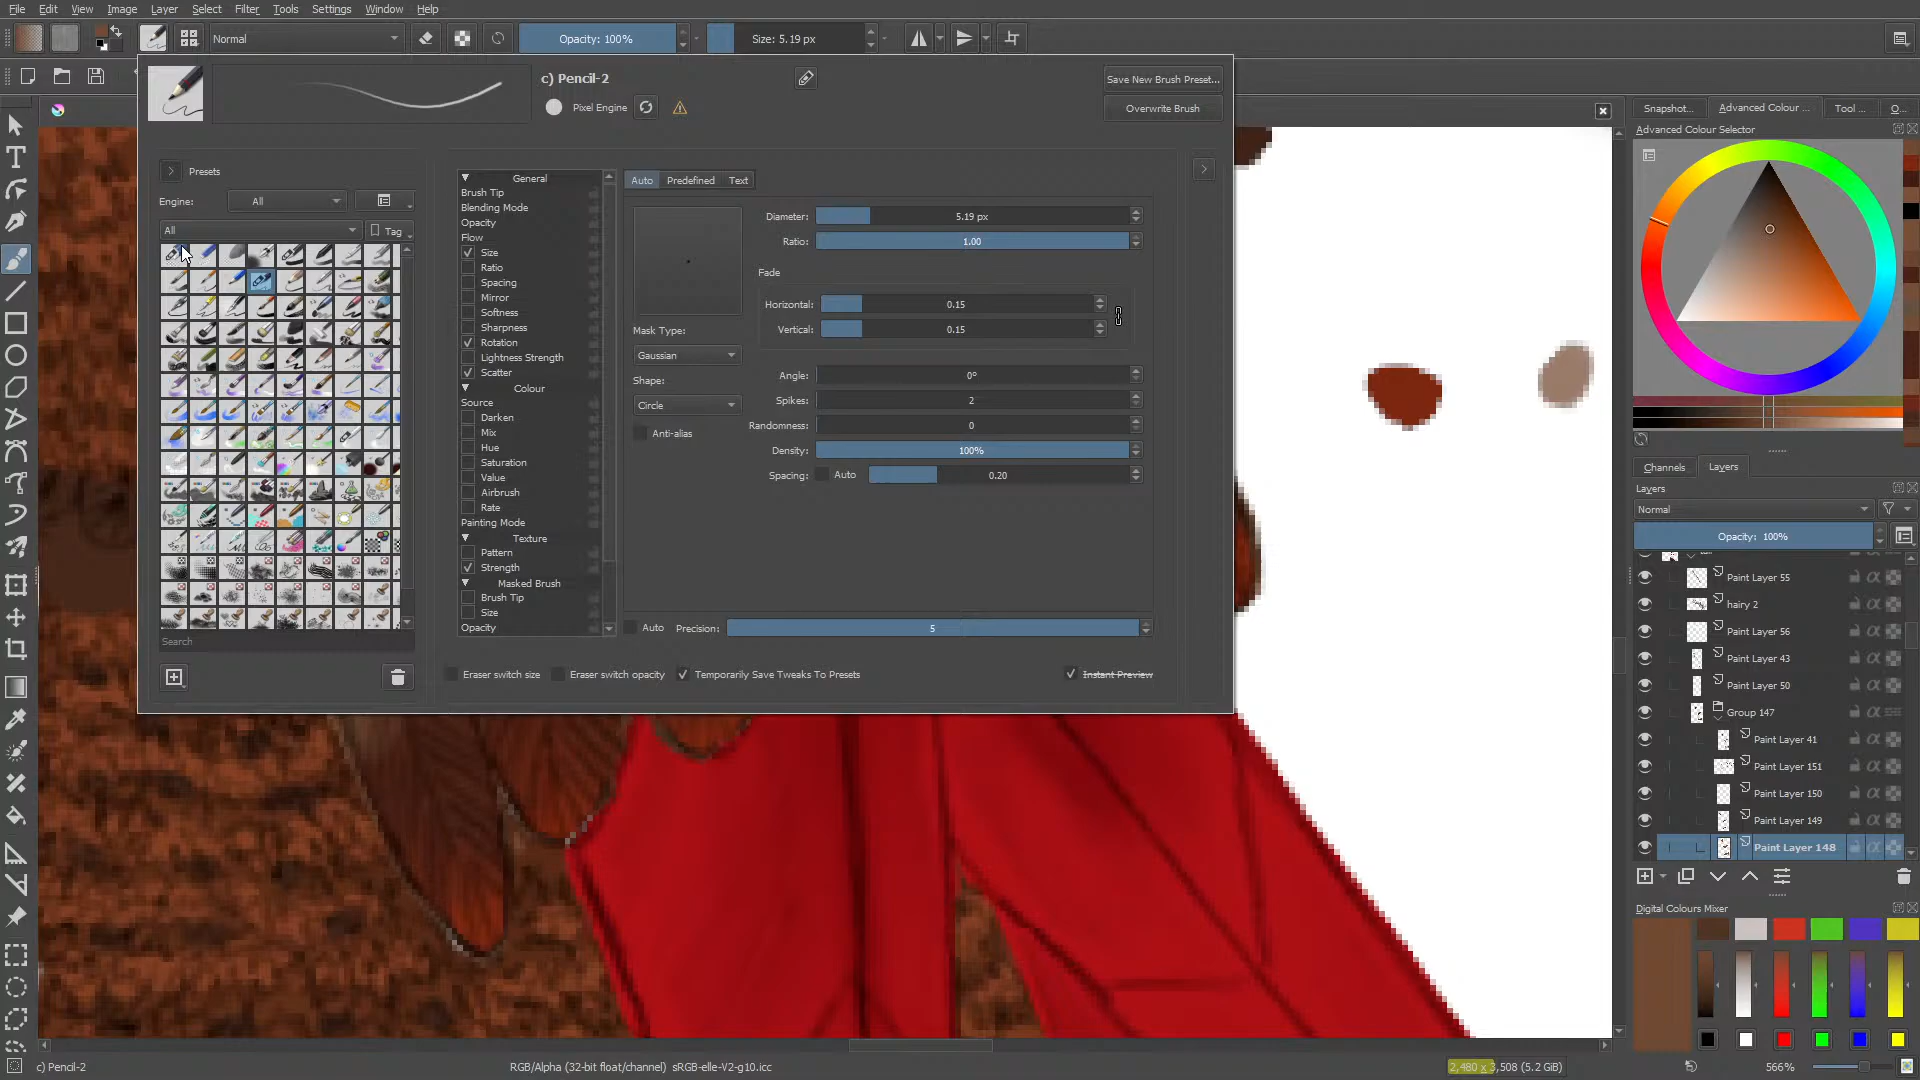 File Edit View Image Layer Select Filter Tools Settings Window Help
Normal Opacity: 100% Size: 5.19 px
c) Pencil-2
Save New Brush Preset...
Pixel Engine
Overwrite Brush
Snapshot... Advanced Colour ... Tool ... O...
Advanced Colour Selector
Presets
Engine: All
All Tag
Search
General
Brush Tip
Blending Mode
Opacity
Flow
Size
Ratio
Spacing
Mirror
Softness
Sharpness
Rotation
Lightness Strength
Scatter
Colour
Source
Darken
Mix
Hue
Saturation
Value
Airbrush
Rate
Painting Mode
Texture
Pattern
Strength
Masked Brush
Brush Tip
Size
Opacity
Auto Predefined Text
Diameter: 5.19 px
Ratio: 1.00
Fade
Horizontal: 0.15
Vertical: 0.15
Mask Type:
Gaussian
Shape:
Circle
Anti-alias
Angle: 0°
Spikes: 2
Randomness: 0
Density: 100%
Spacing: Auto 0.20
Auto Precision: 5
Eraser switch size Eraser switch opacity Temporarily Save Tweaks To Presets Instant Preview
Channels Layers
Layers
Normal
Opacity: 100%
Paint Layer 55
hairy 2
Paint Layer 56
Paint Layer 43
Paint Layer 50
Group 147
Paint Layer 41
Paint Layer 151
Paint Layer 150
Paint Layer 149
Paint Layer 148
Digital Colours Mixer
c) Pencil-2 RGB/Alpha (32-bit float/channel) sRGB-elle-V2-g10.icc 2,480 x 3,508 (5.2 GiB) 566%